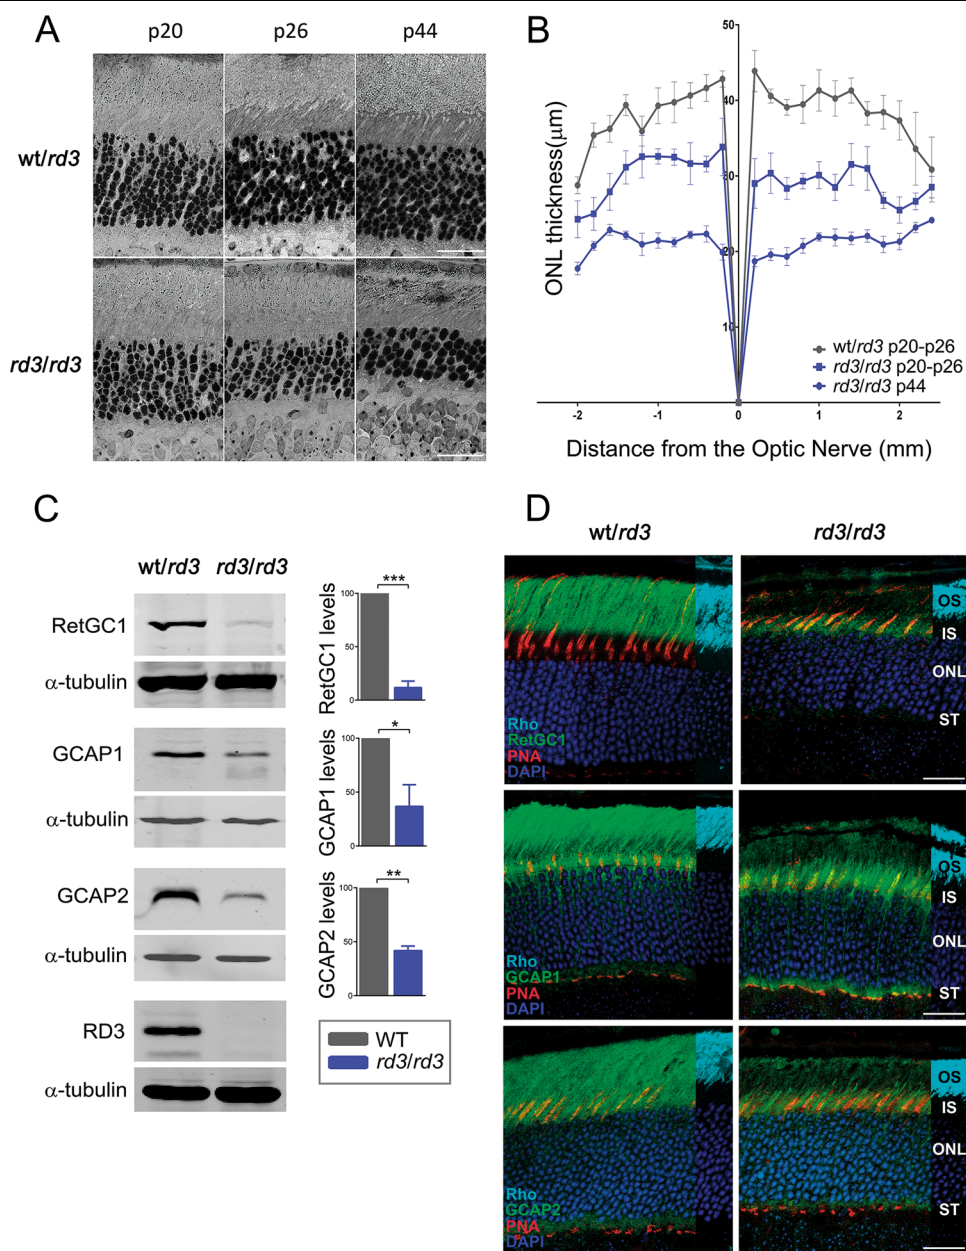 A
p20 p26 p44
wt/rd3
rd3/rd3
B
ONL thickness(μm)
50
40
30
20
10
-2 -1 0 1 2
Distance from the Optic Nerve (mm)
wt/rd3 p20-p26
rd3/rd3 p20-p26
rd3/rd3 p44
C
wt/rd3 rd3/rd3
RetGC1
α-tubulin
GCAP1
α-tubulin
GCAP2
α-tubulin
RD3
α-tubulin
RetGC1 levels
100
50
0
***
GCAP1 levels
100
50
0
*
GCAP2 levels
100
50
0
**
WT
rd3/rd3
D
wt/rd3 rd3/rd3
Rho
RetGC1
PNA
DAPI
OS
IS
ONL
ST
Rho
GCAP1
PNA
DAPI
OS
IS
ONL
ST
Rho
GCAP2
PNA
DAPI
OS
IS
ONL
ST